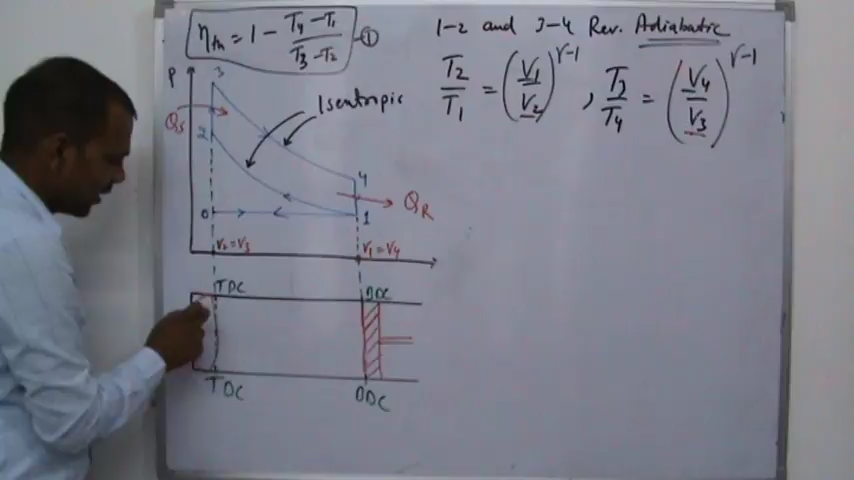 ηth = 1 - T4-T1 / T3-T2 - ①
1-2 and 3-4 Rev. Adiabatic
T2/T1 = (V1/V2)^γ-1 , T3/T4 = (V4/V3)^γ-1
P
3
Isentropic
QS
2
4
QR
0
1
V2=V3
V1=V4
TDC
BDC
TDC
BDC